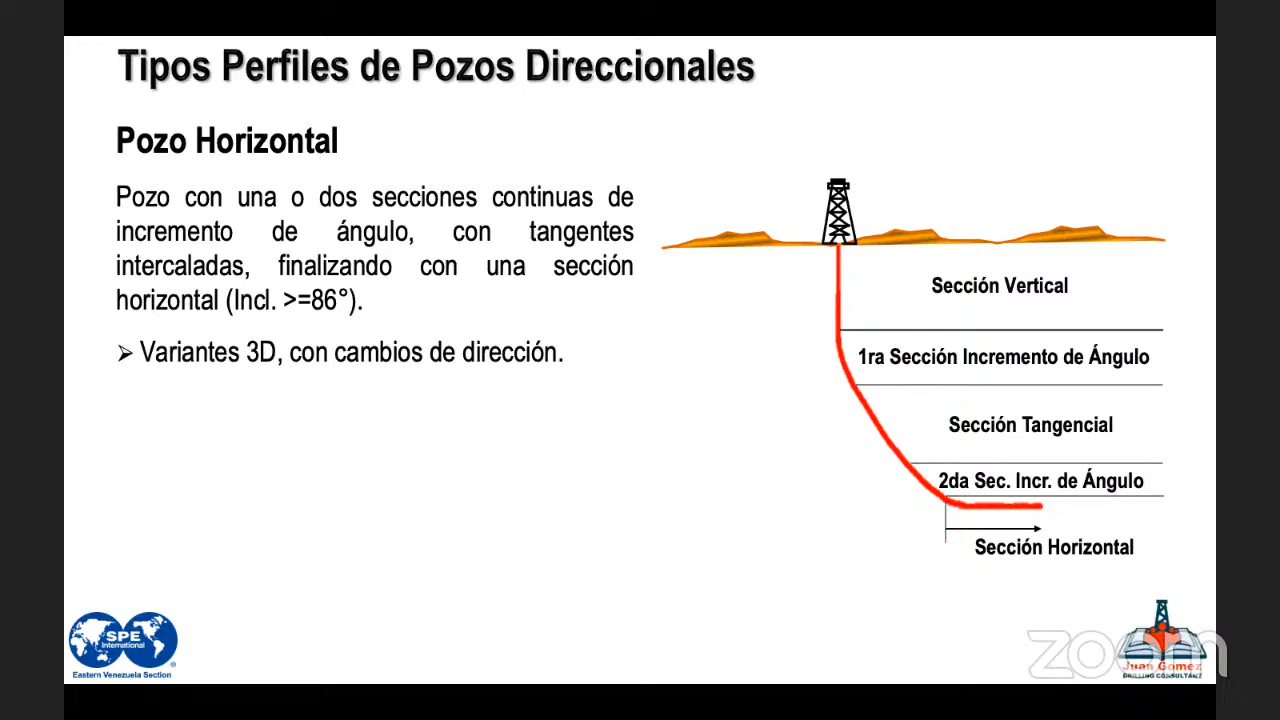 Tipos Perfiles de Pozos Direccionales
Pozo Horizontal
Pozo con una o dos secciones continuas de
incremento de ángulo, con tangentes
intercaladas, finalizando con una sección
horizontal (Incl. >=86°).
➢ Variantes 3D, con cambios de dirección.
Sección Vertical
1ra Sección Incremento de Ángulo
Sección Tangencial
2da Sec. Incr. de Ángulo
Sección Horizontal
SPE
International
®
Eastern Venezuela Section
zoom
Juan Gomez
DRILLING CONSULTANT